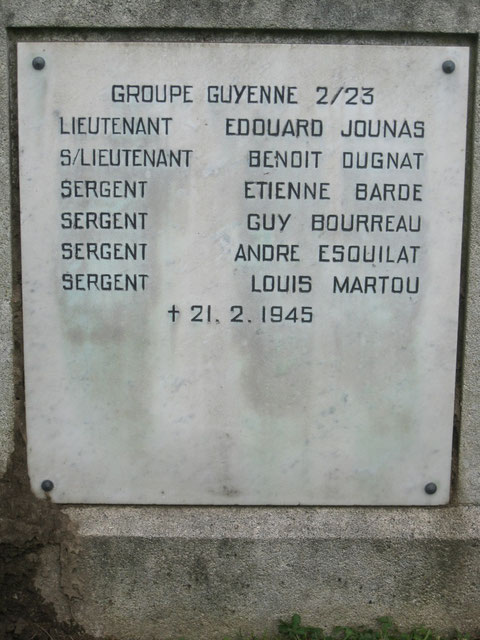 GROUPE GUYENNE 2/23
LIEUTENANT EDOUARD JOUNAS
S/LIEUTENANT BENOIT DUGNAT
SERGENT ETIENNE BARDE
SERGENT GUY BOURREAU
SERGENT ANDRE ESQUILAT
SERGENT LOUIS MARTOU
† 21. 2. 1945